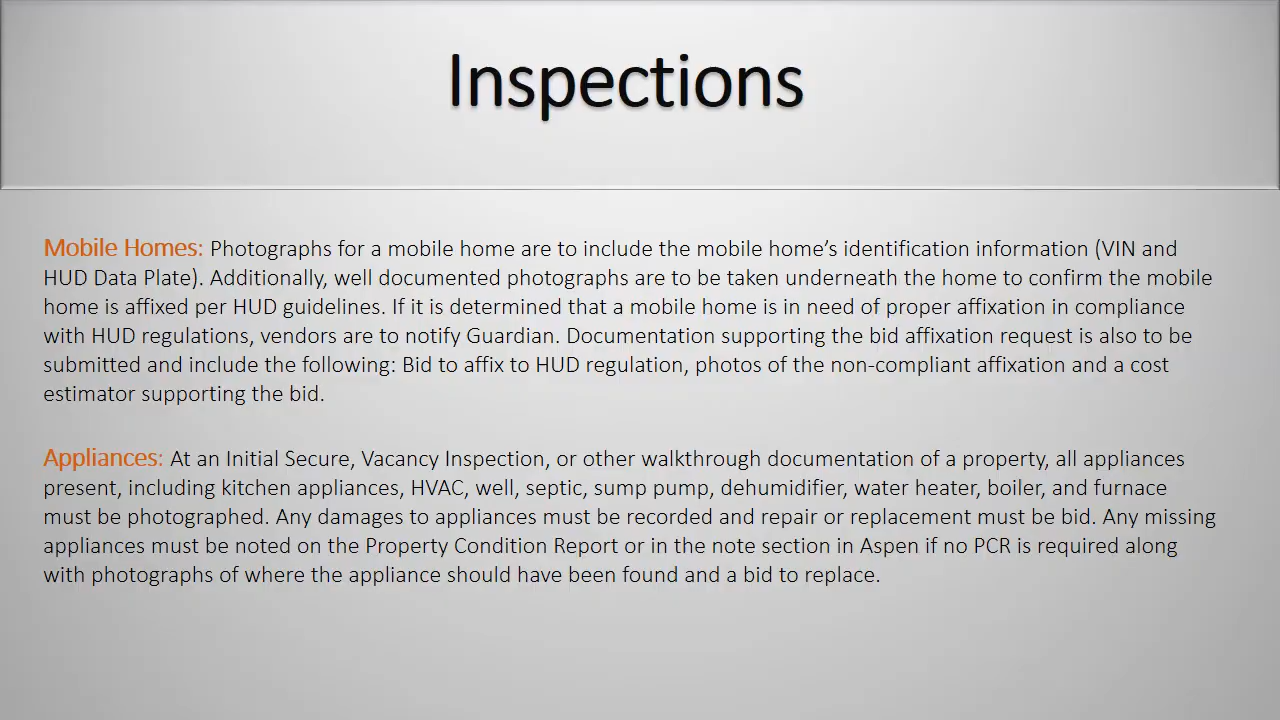 Inspections
Mobile Homes: Photographs for a mobile home are to include the mobile home’s identification information (VIN and
HUD Data Plate). Additionally, well documented photographs are to be taken underneath the home to confirm the mobile
home is affixed per HUD guidelines. If it is determined that a mobile home is in need of proper affixation in compliance
with HUD regulations, vendors are to notify Guardian. Documentation supporting the bid affixation request is also to be
submitted and include the following: Bid to affix to HUD regulation, photos of the non-compliant affixation and a cost
estimator supporting the bid.
Appliances: At an Initial Secure, Vacancy Inspection, or other walkthrough documentation of a property, all appliances
present, including kitchen appliances, HVAC, well, septic, sump pump, dehumidifier, water heater, boiler, and furnace
must be photographed. Any damages to appliances must be recorded and repair or replacement must be bid. Any missing
appliances must be noted on the Property Condition Report or in the note section in Aspen if no PCR is required along
with photographs of where the appliance should have been found and a bid to replace.